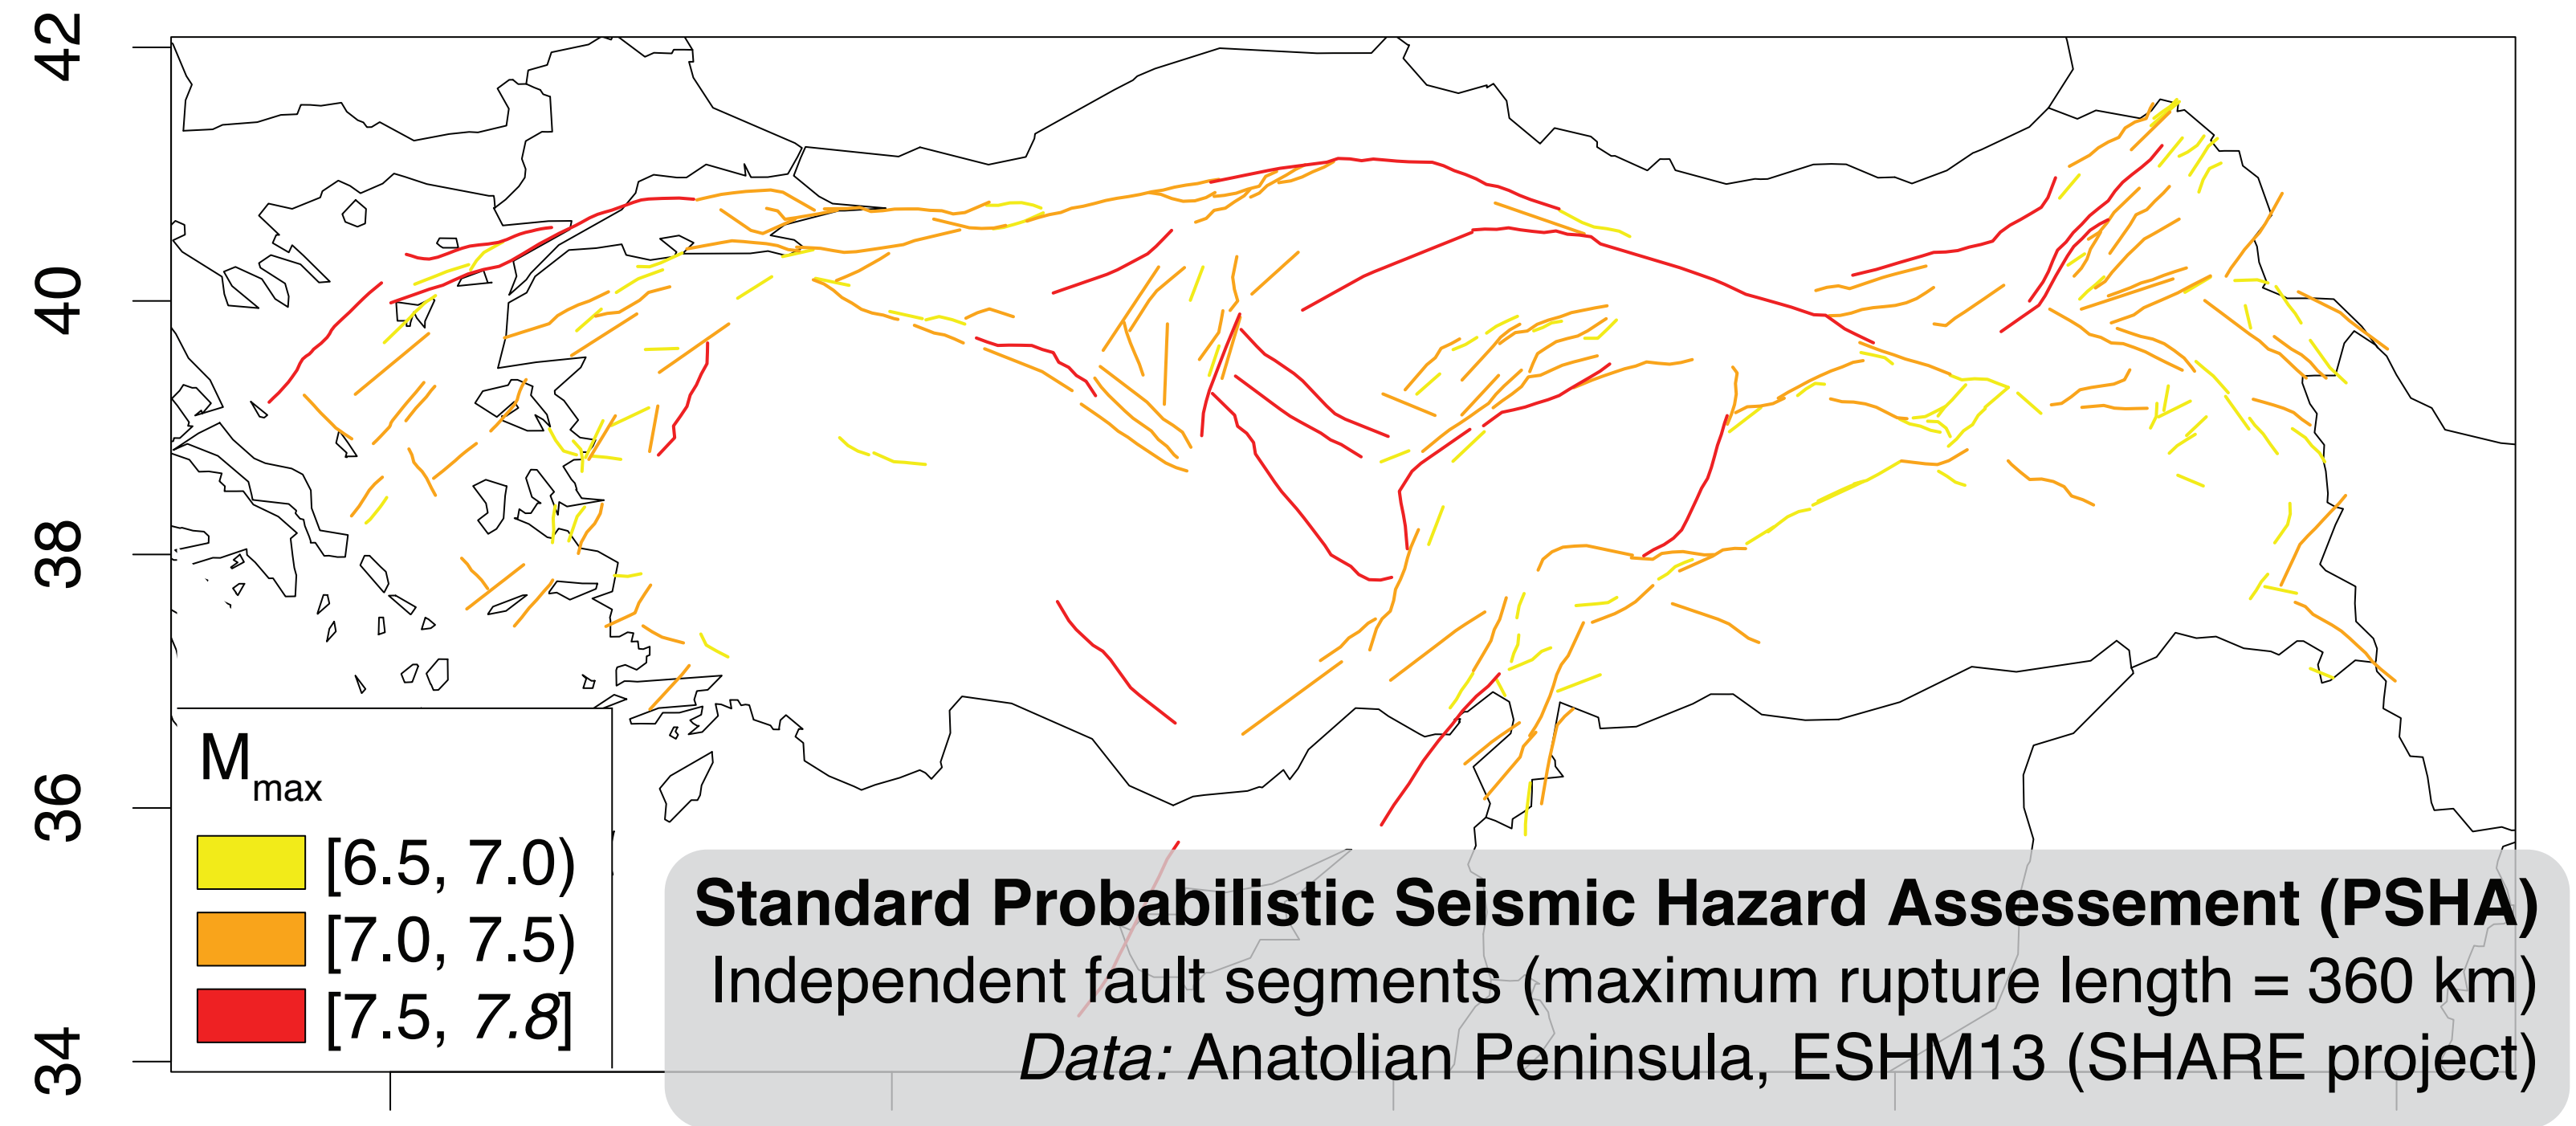 42
40
38
36
34
Mmax
[6.5, 7.0)
[7.0, 7.5)
[7.5, 7.8]
Standard Probabilistic Seismic Hazard Assessement (PSHA)
Independent fault segments (maximum rupture length = 360 km)
Data: Anatolian Peninsula, ESHM13 (SHARE project)